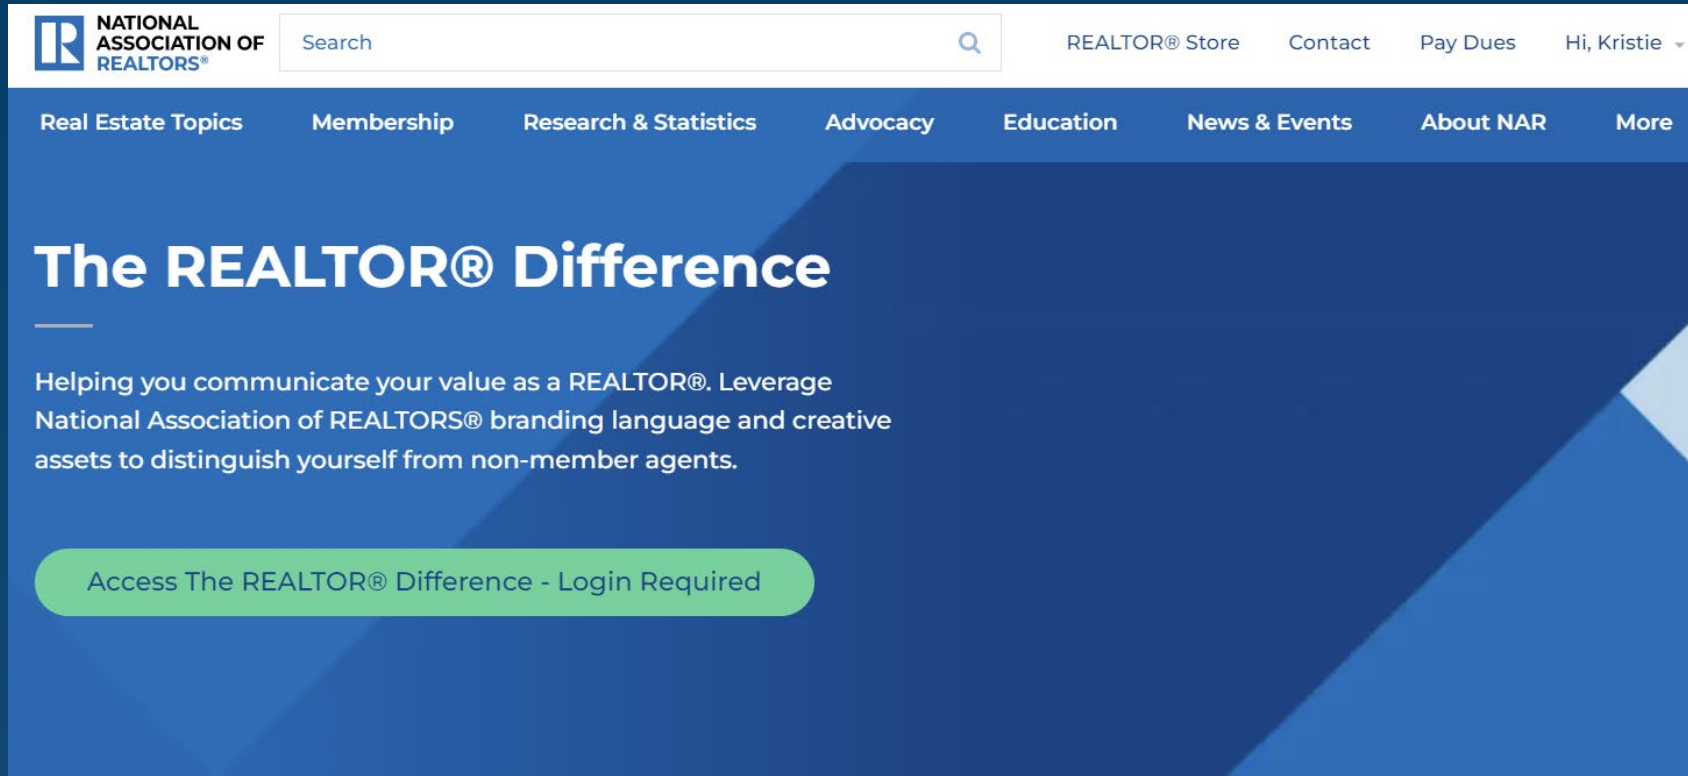 NATIONAL
ASSOCIATION OF
REALTORS®
Search
REALTOR® Store
Contact
Pay Dues
Hi, Kristie
Real Estate Topics
Membership
Research & Statistics
Advocacy
Education
News & Events
About NAR
More
The REALTOR® Difference
Helping you communicate your value as a REALTOR®. Leverage
National Association of REALTORS® branding language and creative
assets to distinguish yourself from non-member agents.
Access The REALTOR® Difference - Login Required